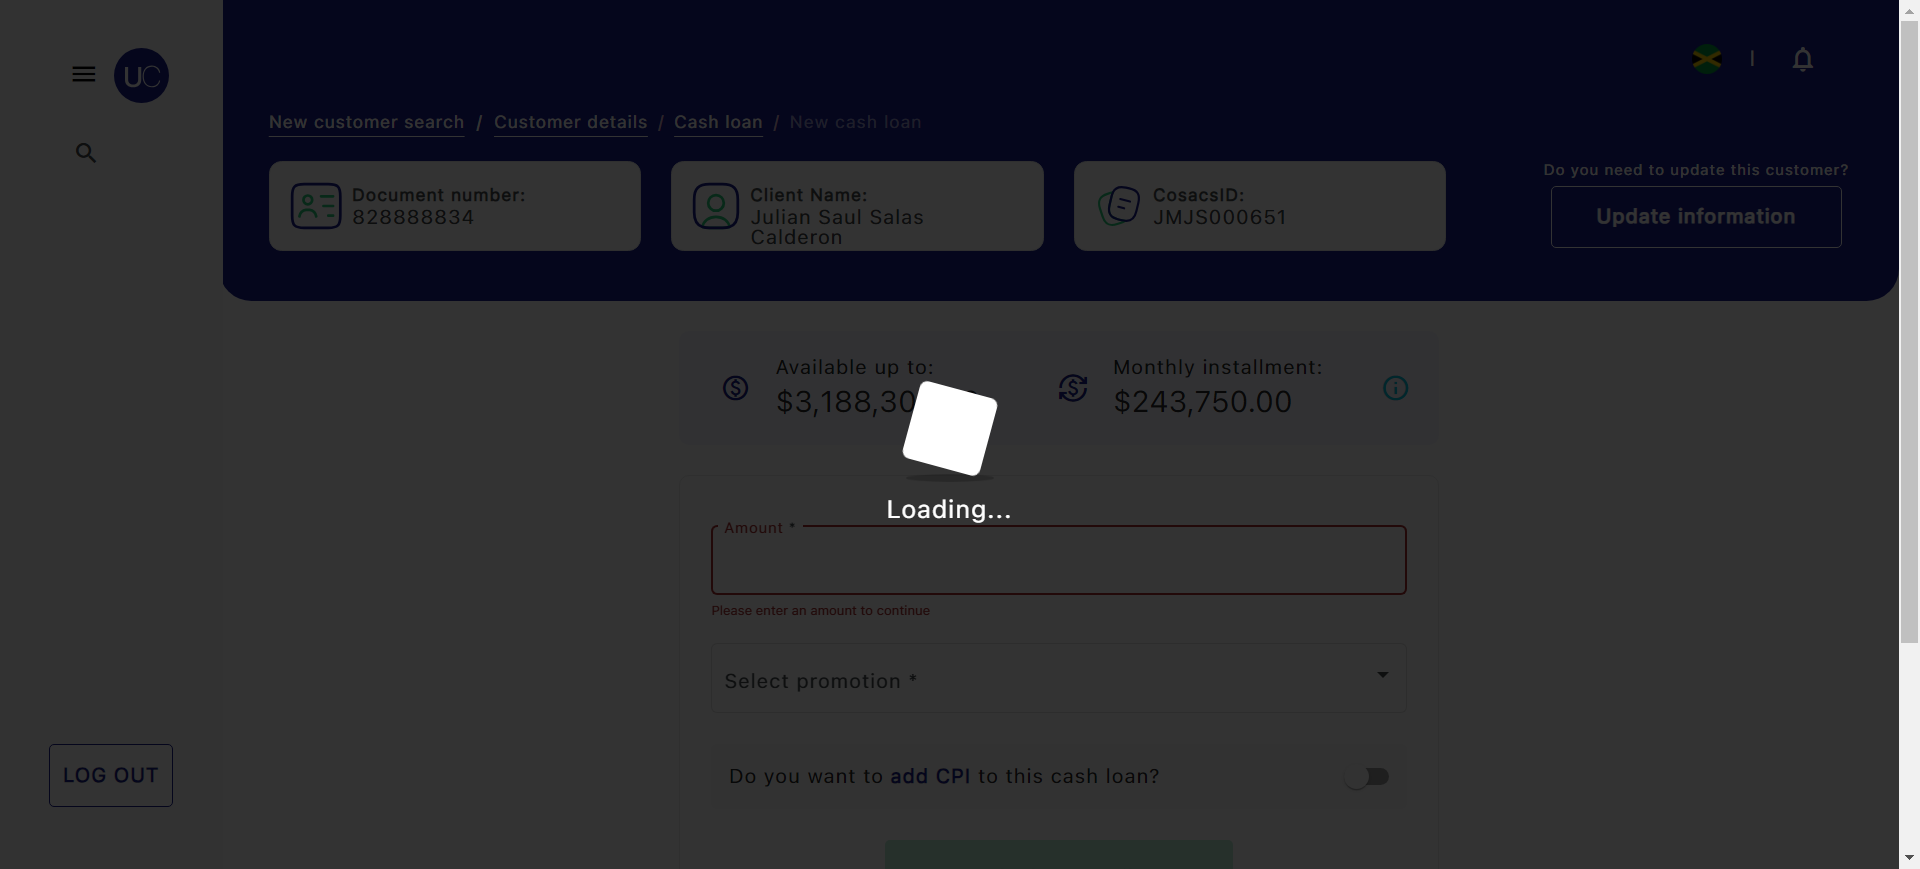 UC
New customer search / Customer details / Cash loan / New cash loan
Document number:
828888834
Client Name:
Julian Saul Salas
Calderon
CosacsID:
JMJS000651
Do you need to update this customer?
Update information
Available up to:
$3,188,30
Monthly installment:
$243,750.00
Loading...
Amount *
Please enter an amount to continue
Select promotion *
Do you want to add CPI to this cash loan?
LOG OUT